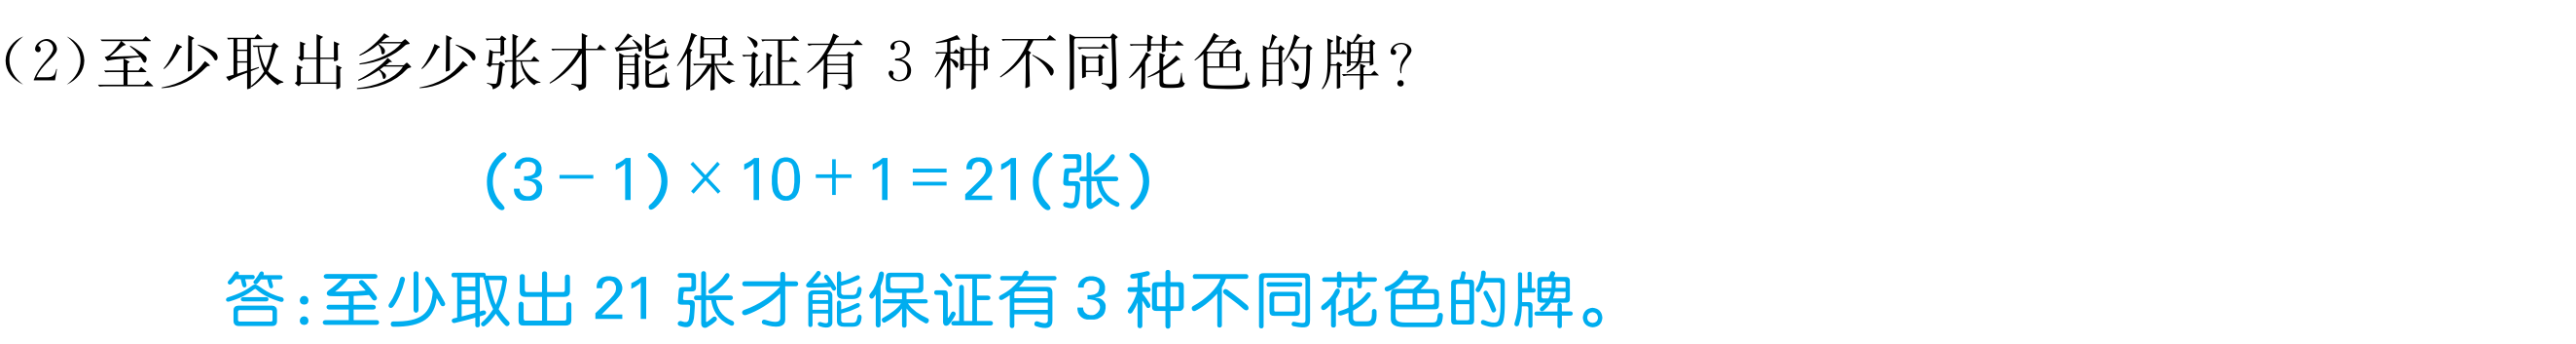 (2)至少取出多少张才能保证有 3 种不同花色的牌?
(3－1)×10＋1＝21(张)
答:至少取出 21 张才能保证有 3 种不同花色的牌。